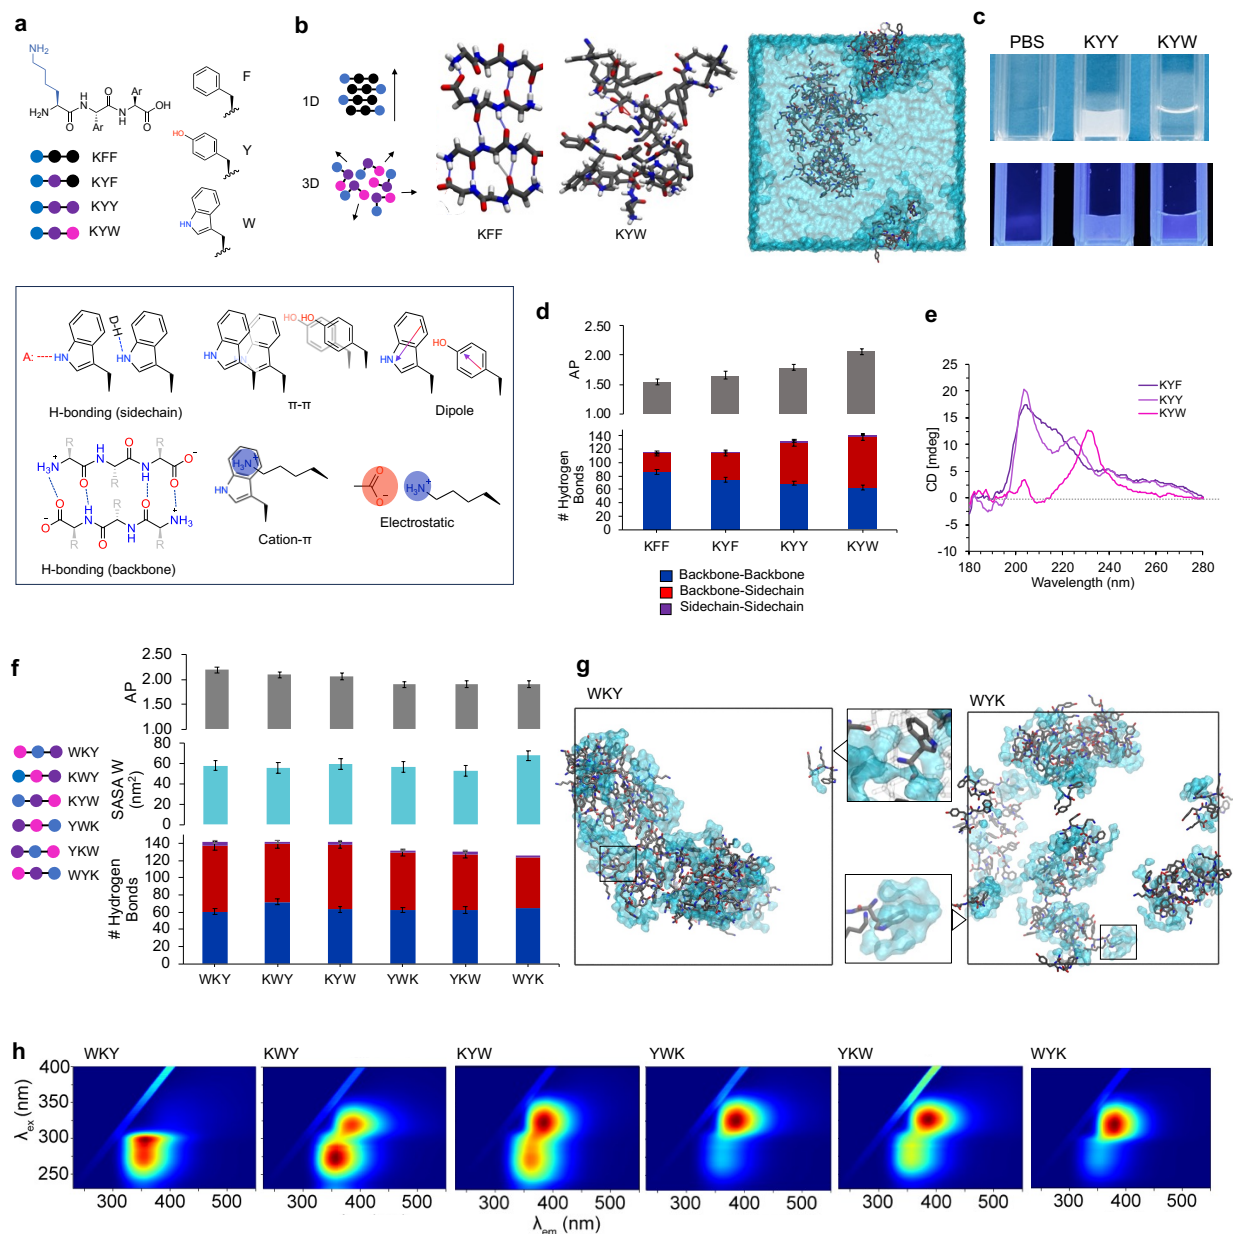 a
NH₂
H₂N
O
Ar
H
N
N
H
Ar
O
OH
O
F
HO
Y
HN
W
KFF
KYF
KYY
KYW
b
1D
3D
KFF
KYW
c
PBS KYY KYW
A:
HN
D-H
HN
H-bonding (sidechain)
HN
HO
HO
π-π
HN
HO
Dipole
H₃N⁺
R
O
H
N
R
N
H
O
R
O⁻
O
O⁻
O
R
H
N
O
R
N
H
O
R
NH₃⁺
H-bonding (backbone)
H₃N⁺
HN
Cation-π
O
O⁻
H₃N⁺
Electrostatic
d
AP
2.50
2.00
1.50
1.00
# Hydrogen Bonds
140
120
100
80
60
40
20
0
KFF KYF KYY KYW
Backbone-Backbone
Backbone-Sidechain
Sidechain-Sidechain
e
CD [mdeg]
25
20
15
10
5
0
-5
-10
180 200 220 240 260 280
Wavelength (nm)
KYF
KYY
KYW
f
WKY
KWY
KYW
YWK
YKW
WYK
AP
2.50
2.00
1.50
1.00
SASA W (nm²)
80
60
40
20
0
# Hydrogen Bonds
140
120
100
80
60
40
20
0
WKY KWY KYW YWK YKW WYK
g
WKY
WYK
h
WKY KWY KYW YWK YKW WYK
λex (nm)
400
350
300
250
300 400 500 300 400 500 300 400 500 300 400 500 300 400 500 300 400 500
λem (nm)